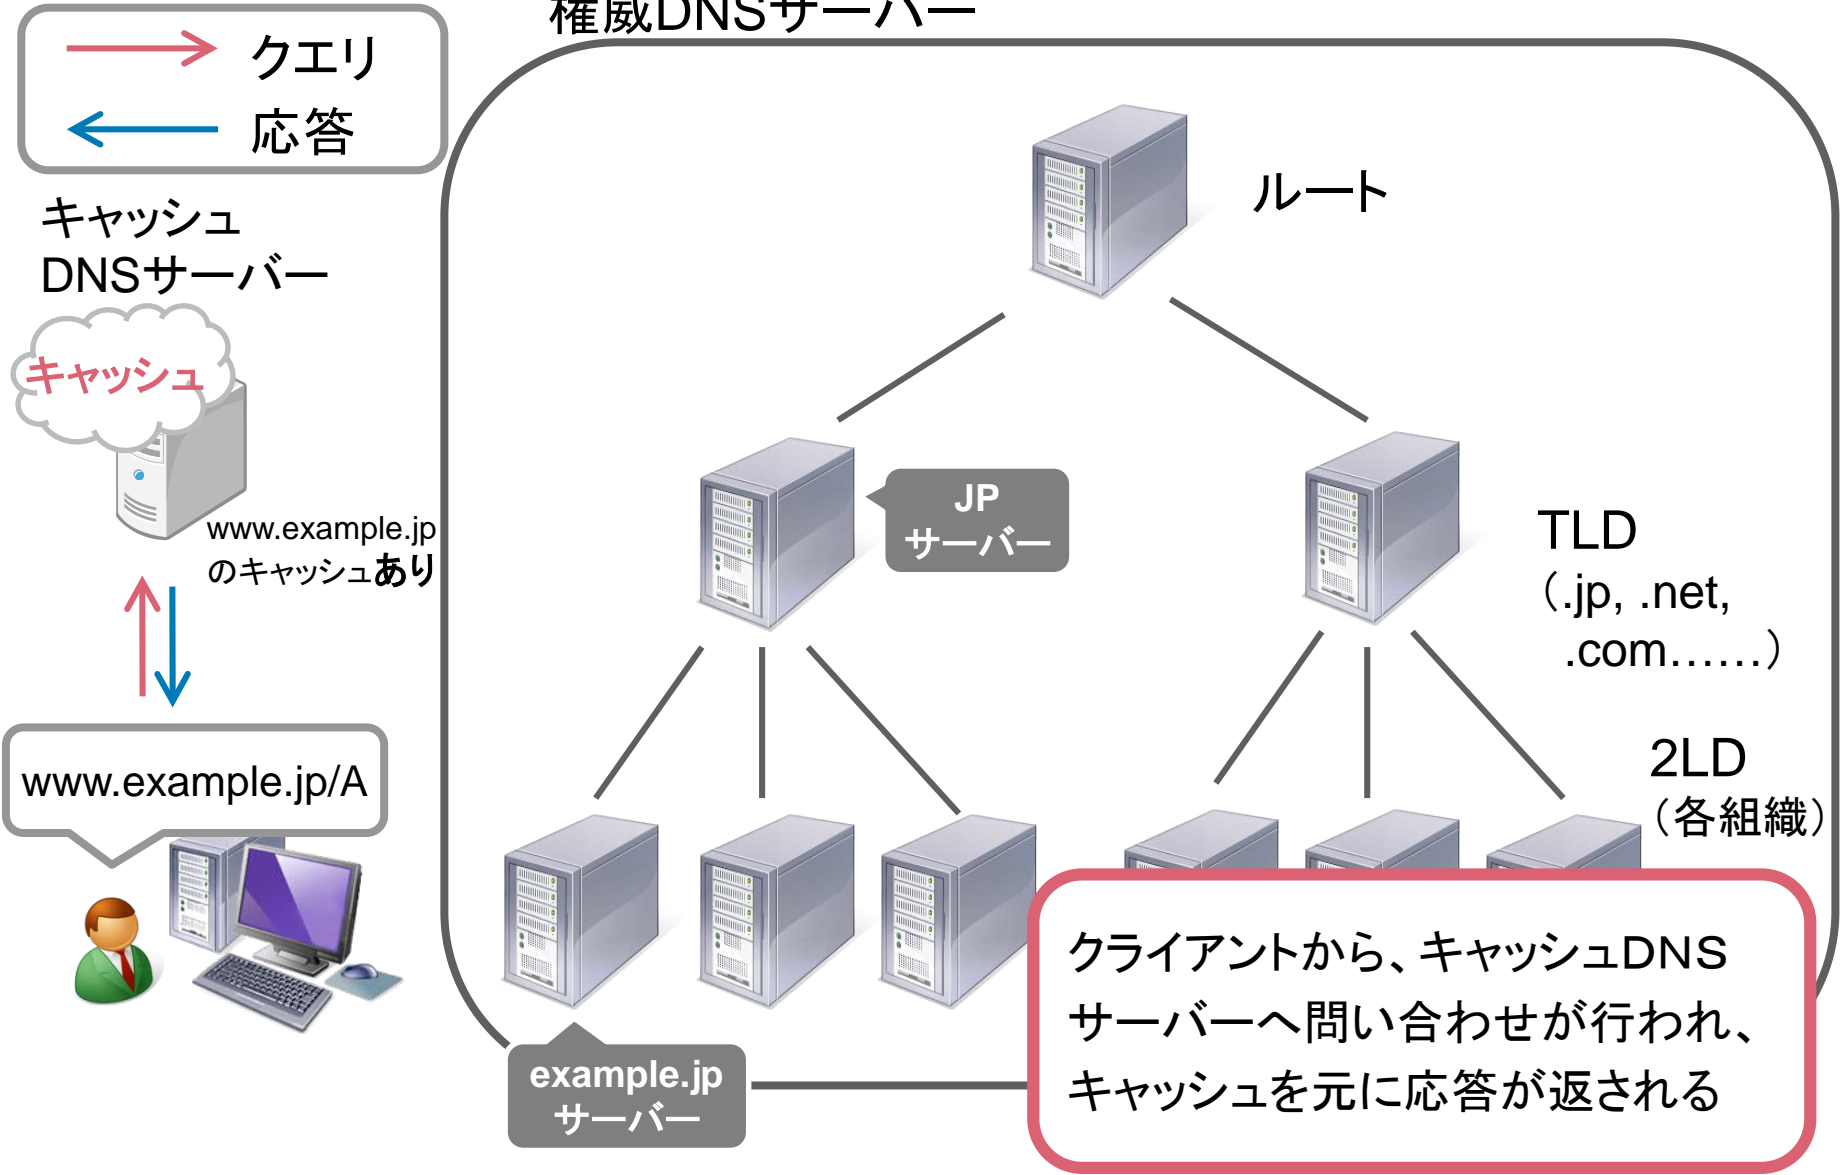 権威DNSサーバー
クエリ
応答
キャッシュ
DNSサーバー
キャッシュ
www.example.jp
のキャッシュあり
www.example.jp/A
ルート
JP
サーバー
TLD
（.jp, .net,
.com……）
2LD
（各組織）
example.jp
サーバー
クライアントから、キャッシュDNS
サーバーへ問い合わせが行われ、
キャッシュを元に応答が返される